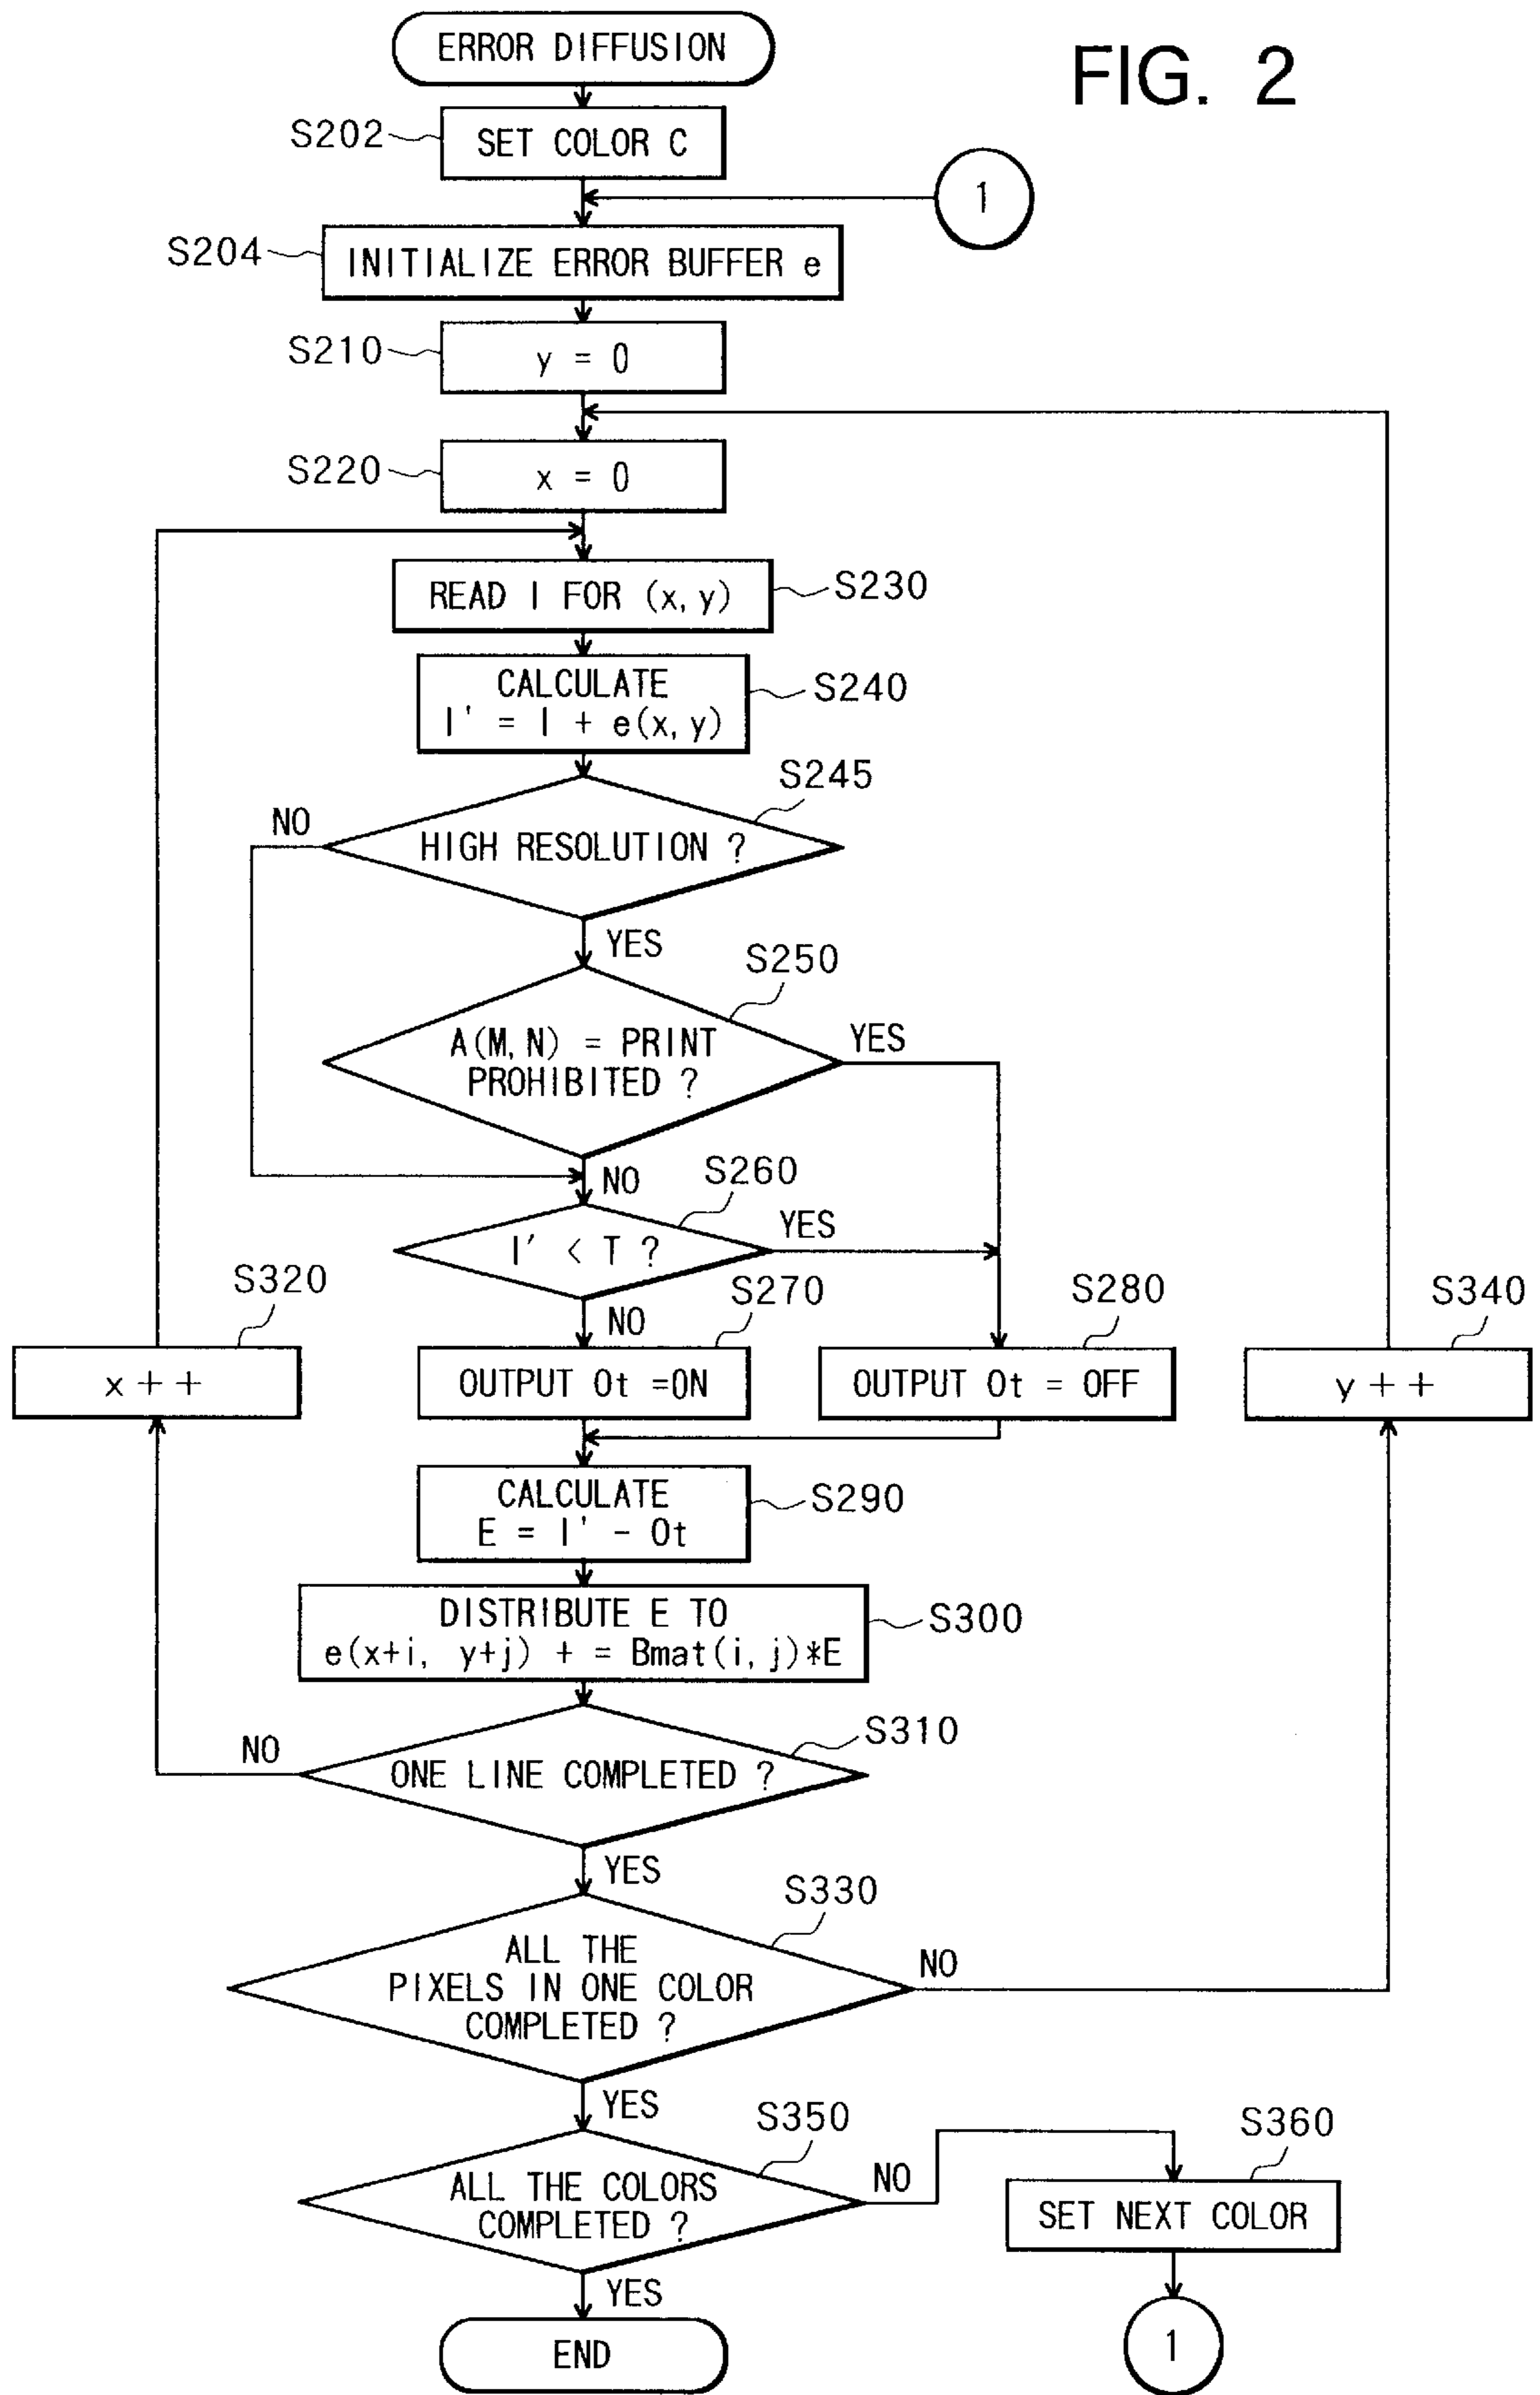 ERROR DIFFUSION
FIG. 2
S202
SET COLOR C
1
S204
INITIALIZE ERROR BUFFER e
S210
y = 0
S220
x = 0
READ I FOR (x, y)
S230
CALCULATE
I' = I + e(x, y)
S240
S245
NO
HIGH RESOLUTION ?
YES
S250
A(M, N) = PRINT
PROHIBITED ?
YES
NO
S260
I' < T ?
YES
S320
NO
S270
S280
S340
x + +
OUTPUT Ot =ON
OUTPUT Ot = OFF
y + +
CALCULATE
E = I' - Ot
S290
DISTRIBUTE E TO
e(x+i, y+j) + = Bmat(i, j)*E
S300
S310
NO
ONE LINE COMPLETED ?
YES
S330
ALL THE
PIXELS IN ONE COLOR
COMPLETED ?
NO
YES
S350
S360
ALL THE COLORS
COMPLETED ?
NO
SET NEXT COLOR
YES
END
1